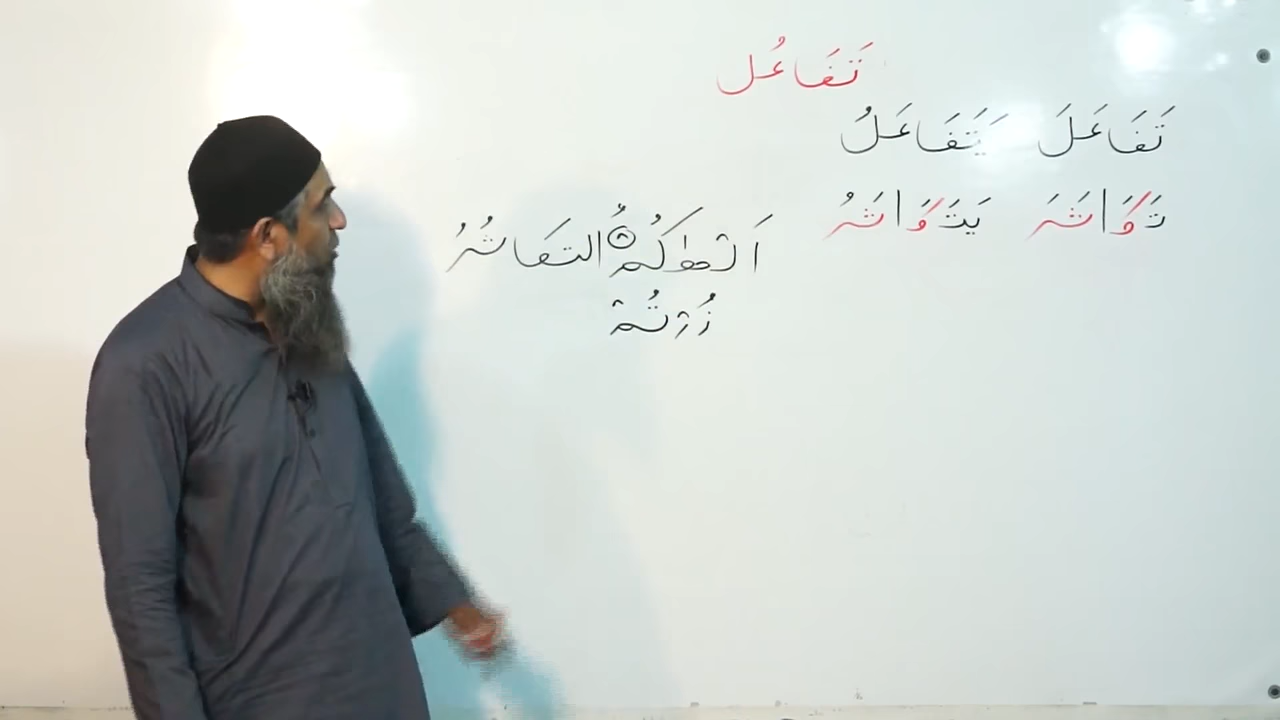 تَفَاعُل
تَفَاعَلَ يَتَفَاعَلُ
تَوَاثَرَ يَتَوَاثَرُ
التَفَاثُرُ
زُرْتُمْ